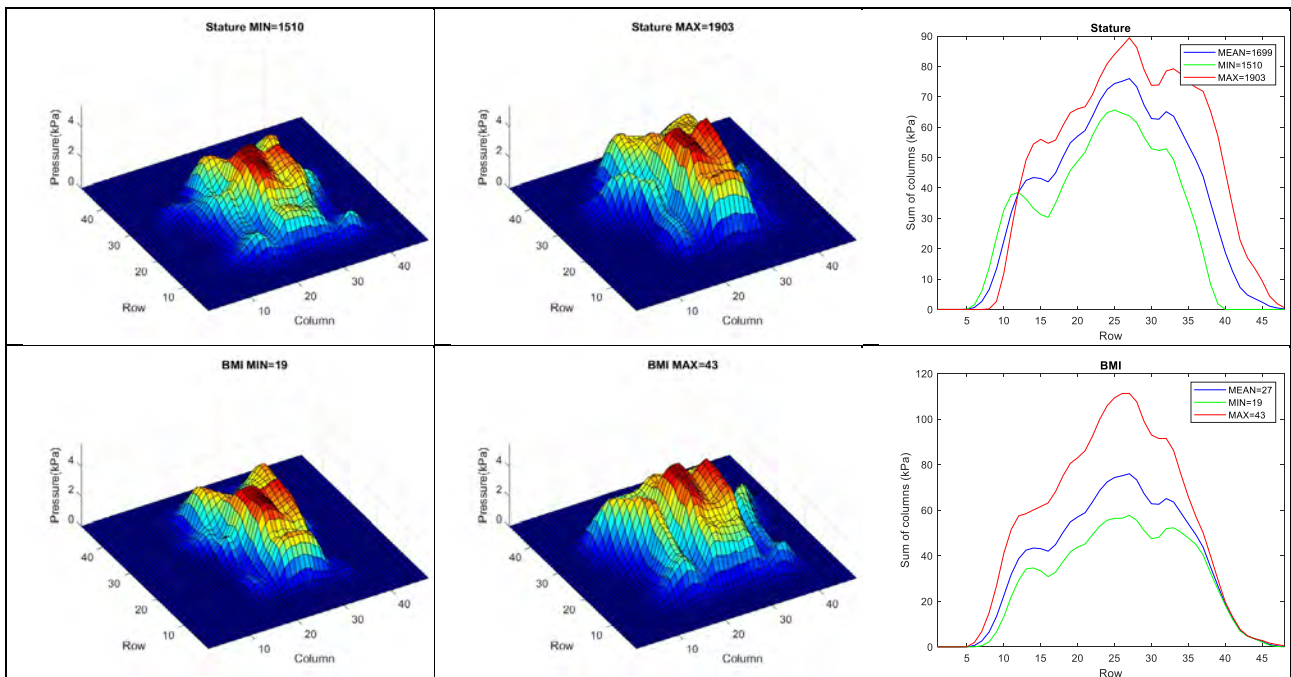 Stature MIN=1510
Pressure(kPa)
4
2
0
40
30
20
10
Row
10
20
30
40
Column
Stature MAX=1903
Pressure(kPa)
4
2
0
40
30
20
10
Row
10
20
30
40
Column
Stature
MEAN=1699
MIN=1510
MAX=1903
Sum of columns (kPa)
90
80
70
60
50
40
30
20
10
0
5 10 15 20 25 30 35 40 45
Row
BMI MIN=19
Pressure(kPa)
4
2
0
40
30
20
10
Row
10
20
30
40
Column
BMI MAX=43
Pressure(kPa)
4
2
0
40
30
20
10
Row
10
20
30
40
Column
BMI
MEAN=27
MIN=19
MAX=43
Sum of columns (kPa)
120
100
80
60
40
20
0
5 10 15 20 25 30 35 40 45
Row